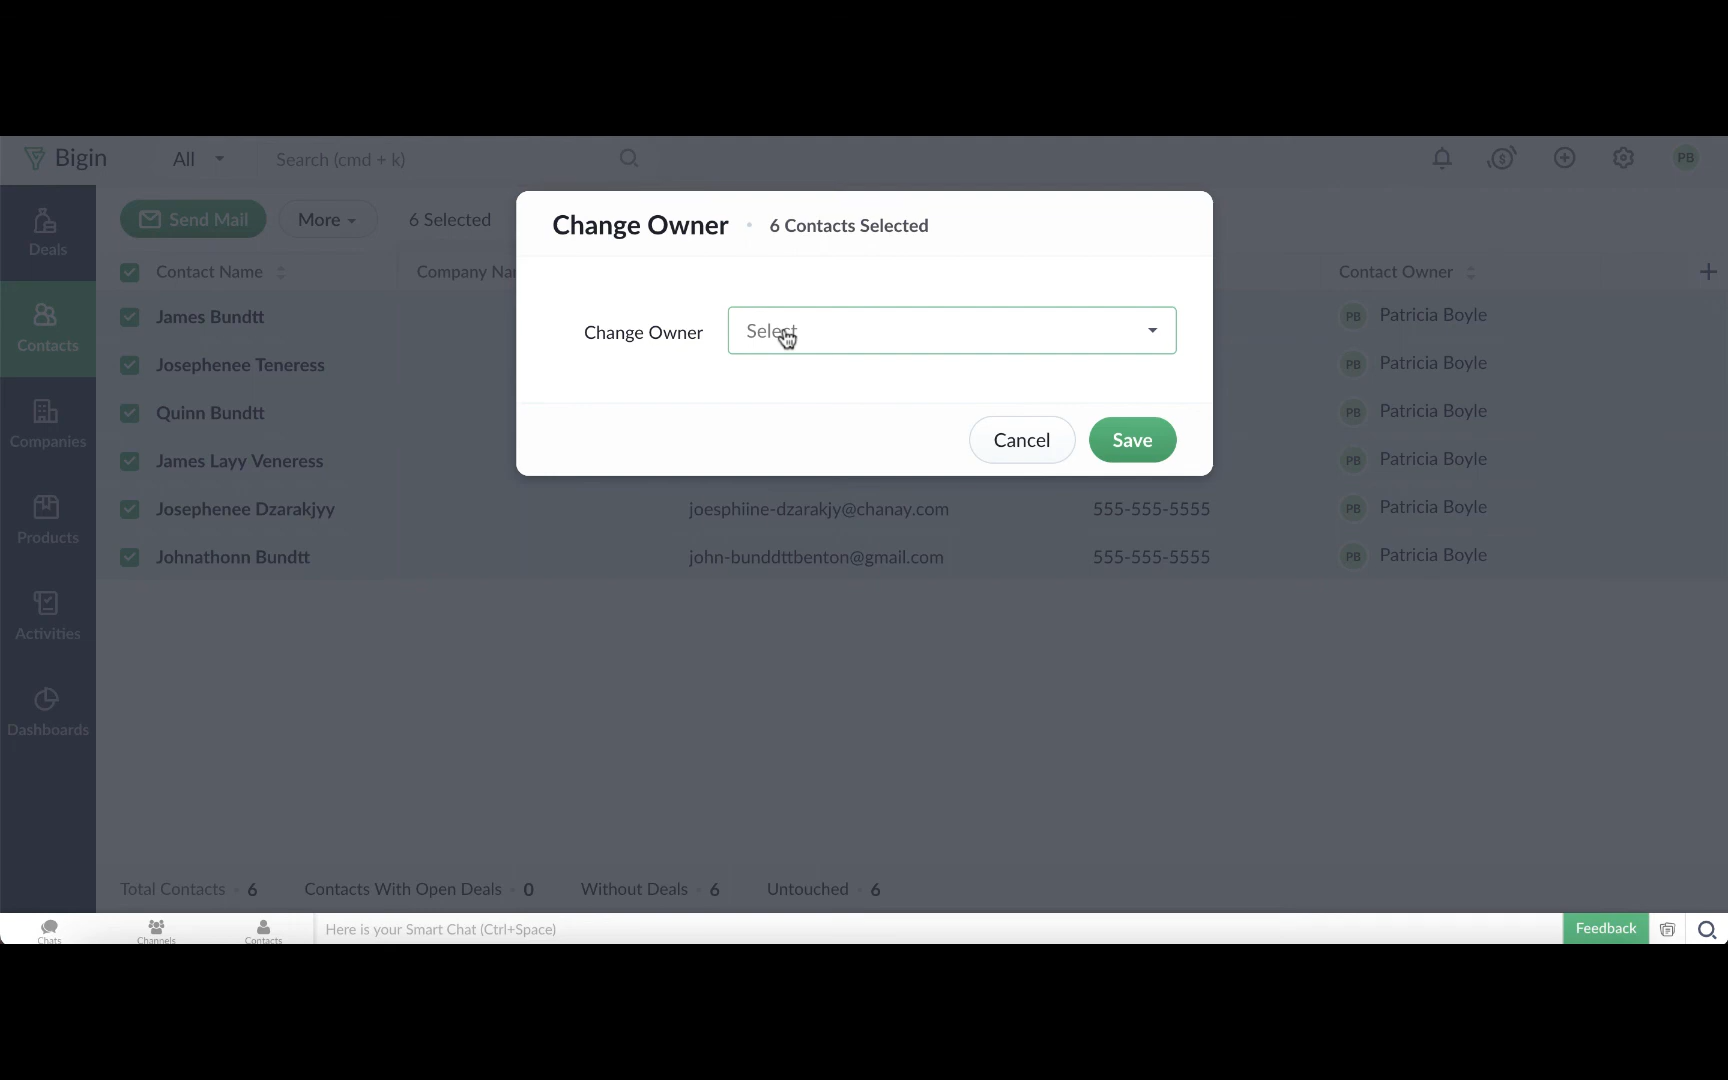 Bigin
All
Search (cmd + k)
PB
Send Mail
More
6 Selected
Change Owner • 6 Contacts Selected
Contact Name
Company Nar
Contact Owner
Change Owner
Select
Cancel
Save
James Bundtt
PB Patricia Boyle
Josephenee Teneress
PB Patricia Boyle
Quinn Bundtt
PB Patricia Boyle
James Layy Veneress
PB Patricia Boyle
Josephenee Dzarakjyy
joesphiine-dzarakjy@chanay.com
555-555-5555
PB Patricia Boyle
Johnathonn Bundtt
john-bunddttbenton@gmail.com
555-555-5555
PB Patricia Boyle
Deals
Contacts
Companies
Products
Activities
Dashboards
Total Contacts • 6
Contacts With Open Deals • 0
Without Deals • 6
Untouched • 6
Chats
Channels
Contacts
Here is your Smart Chat (Ctrl+Space)
Feedback